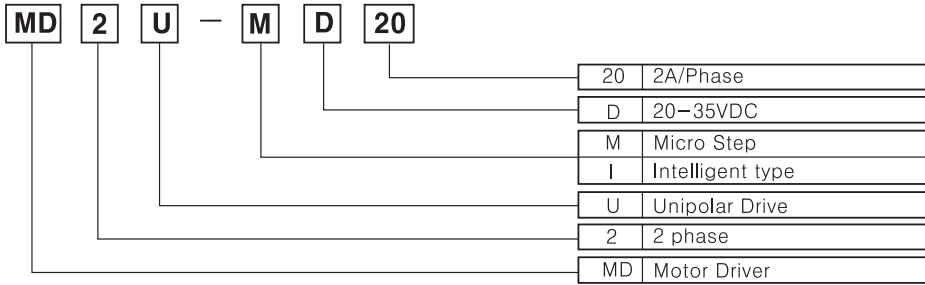 MD 2 U - M D 20
20 2A/Phase
D 20-35VDC
M Micro Step
I Intelligent type
U Unipolar Drive
2 2 phase
MD Motor Driver